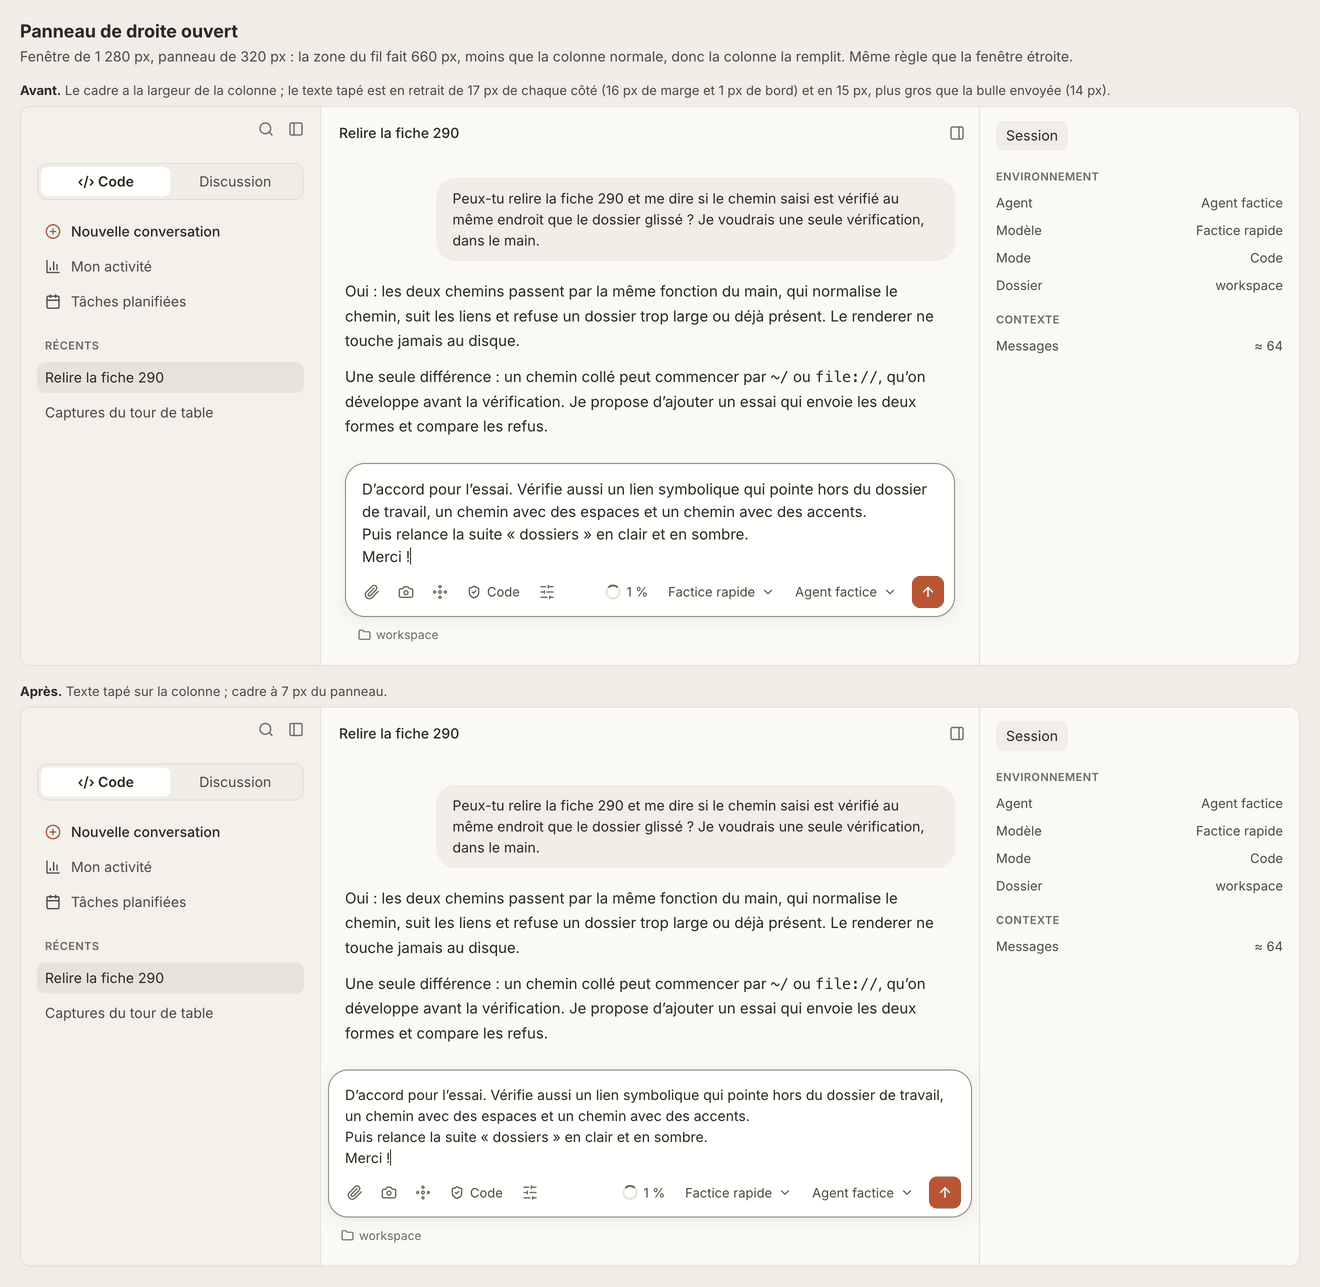 Panneau de droite ouvert
Fenêtre de 1 280 px, panneau de 320 px : la zone du fil fait 660 px, moins que la colonne normale, donc la colonne la remplit. Même règle que la fenêtre étroite.
Avant. Le cadre a la largeur de la colonne ; le texte tapé est en retrait de 17 px de chaque côté (16 px de marge et 1 px de bord) et en 15 px, plus gros que la bulle envoyée (14 px).
</> Code
Discussion
Nouvelle conversation
Mon activité
Tâches planifiées
RÉCENTS
Relire la fiche 290
Captures du tour de table
Relire la fiche 290
Peux-tu relire la fiche 290 et me dire si le chemin saisi est vérifié au
même endroit que le dossier glissé ? Je voudrais une seule vérification,
dans le main.
Oui : les deux chemins passent par la même fonction du main, qui normalise le
chemin, suit les liens et refuse un dossier trop large ou déjà présent. Le renderer ne
touche jamais au disque.
Une seule différence : un chemin collé peut commencer par ~/ ou file://, qu’on
développe avant la vérification. Je propose d’ajouter un essai qui envoie les deux
formes et compare les refus.
D’accord pour l’essai. Vérifie aussi un lien symbolique qui pointe hors du dossier
de travail, un chemin avec des espaces et un chemin avec des accents.
Puis relance la suite « dossiers » en clair et en sombre.
Merci !
Code
1 %
Factice rapide
Agent factice
workspace
Session
ENVIRONNEMENT
Agent Agent factice
Modèle Factice rapide
Mode Code
Dossier workspace
CONTEXTE
Messages ≈ 64
Après. Texte tapé sur la colonne ; cadre à 7 px du panneau.
</> Code
Discussion
Nouvelle conversation
Mon activité
Tâches planifiées
RÉCENTS
Relire la fiche 290
Captures du tour de table
Relire la fiche 290
Peux-tu relire la fiche 290 et me dire si le chemin saisi est vérifié au
même endroit que le dossier glissé ? Je voudrais une seule vérification,
dans le main.
Oui : les deux chemins passent par la même fonction du main, qui normalise le
chemin, suit les liens et refuse un dossier trop large ou déjà présent. Le renderer ne
touche jamais au disque.
Une seule différence : un chemin collé peut commencer par ~/ ou file://, qu’on
développe avant la vérification. Je propose d’ajouter un essai qui envoie les deux
formes et compare les refus.
D’accord pour l’essai. Vérifie aussi un lien symbolique qui pointe hors du dossier de travail,
un chemin avec des espaces et un chemin avec des accents.
Puis relance la suite « dossiers » en clair et en sombre.
Merci !
Code
1 %
Factice rapide
Agent factice
workspace
Session
ENVIRONNEMENT
Agent Agent factice
Modèle Factice rapide
Mode Code
Dossier workspace
CONTEXTE
Messages ≈ 64